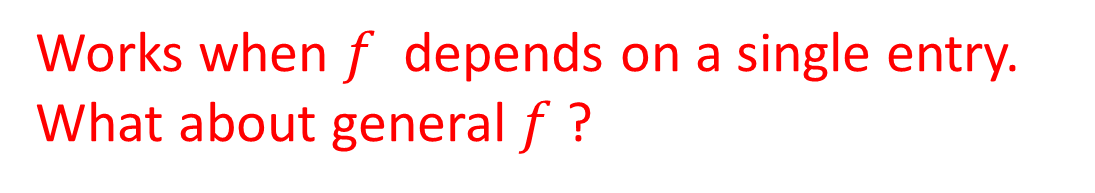 Works when f depends on a single entry.
What about general f ?